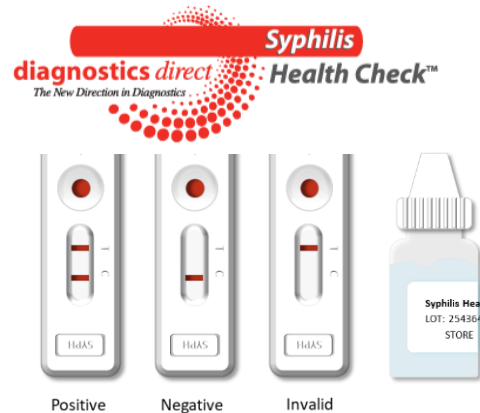 Syphilis
diagnostics direct
Health Check™
The New Direction in Diagnostics
T C
T C
T C
SYPH
SYPH
SYPH
Syphilis Hea
LOT: 254364
STORE
Positive
Negative
Invalid